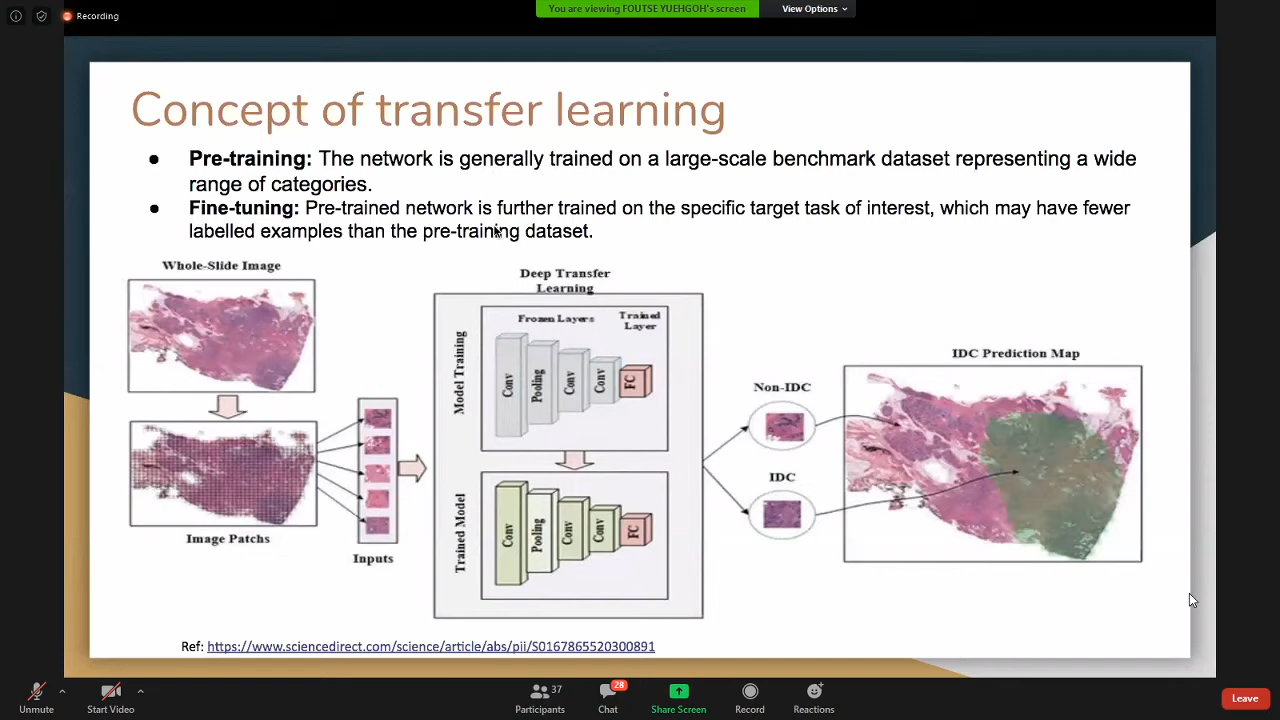 Recording
You are viewing FOUTSE YUEHGOH's screen
View Options
Concept of transfer learning
● Pre-training: The network is generally trained on a large-scale benchmark dataset representing a wide
range of categories.
● Fine-tuning: Pre-trained network is further trained on the specific target task of interest, which may have fewer
labelled examples than the pre-training dataset.
Whole-Slide Image
Image Patchs
Inputs
Deep Transfer
Learning
Model Training
Frozen Layers
Trained
Layer
Conv
Pooling
Conv
Conv
FC
Trained Model
Conv
Pooling
Conv
Conv
FC
Non-IDC
IDC
IDC Prediction Map
Ref: https://www.sciencedirect.com/science/article/abs/pii/S0167865520300891
Unmute
Start Video
37
Participants
28
Chat
Share Screen
Record
Reactions
Leave